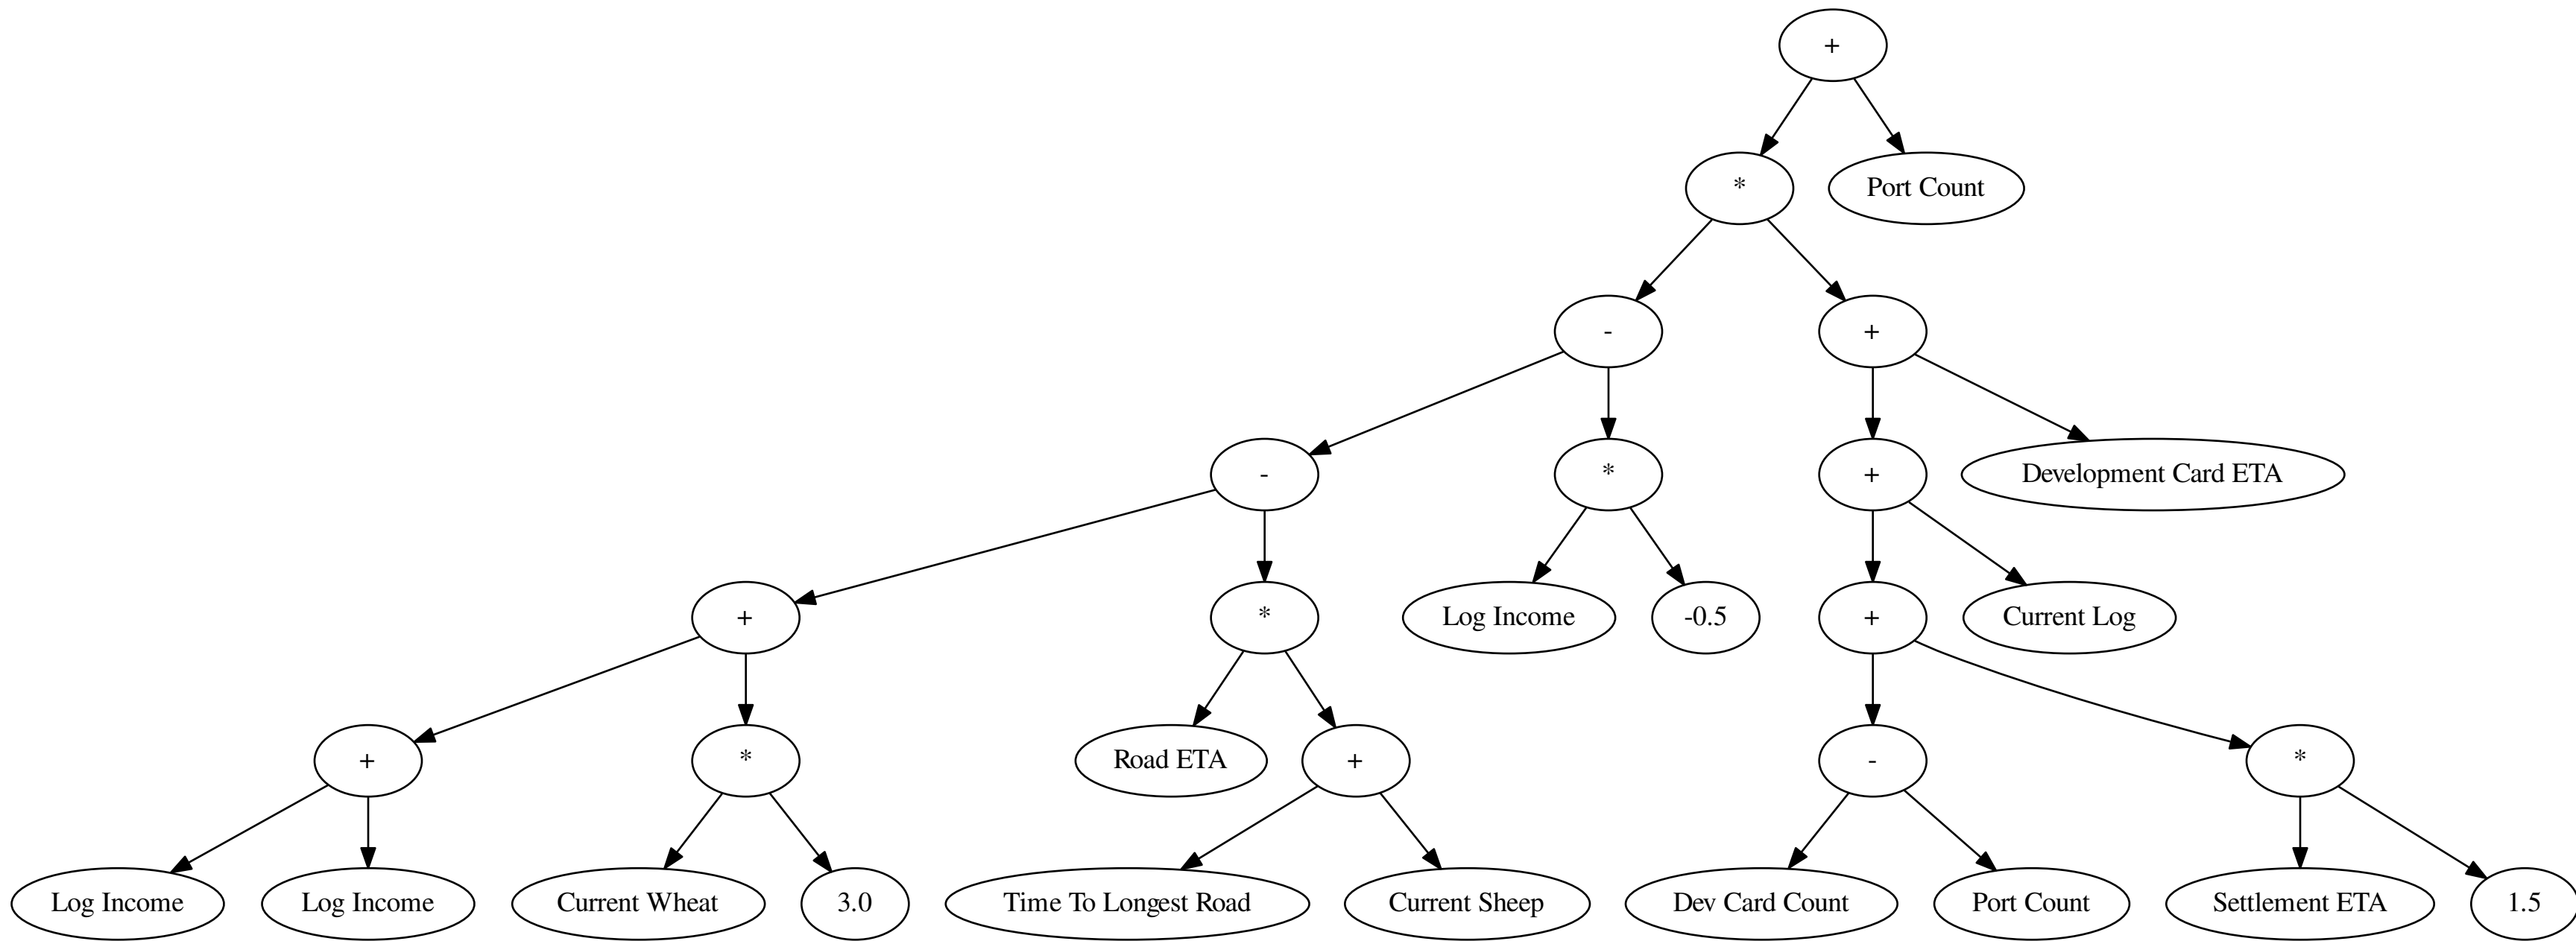 +
* Port Count
- +
- * + Development Card ETA
+ * Log Income -0.5 + Current Log
+ * Road ETA + - *
Log Income Log Income Current Wheat 3.0 Time To Longest Road Current Sheep Dev Card Count Port Count Settlement ETA 1.5